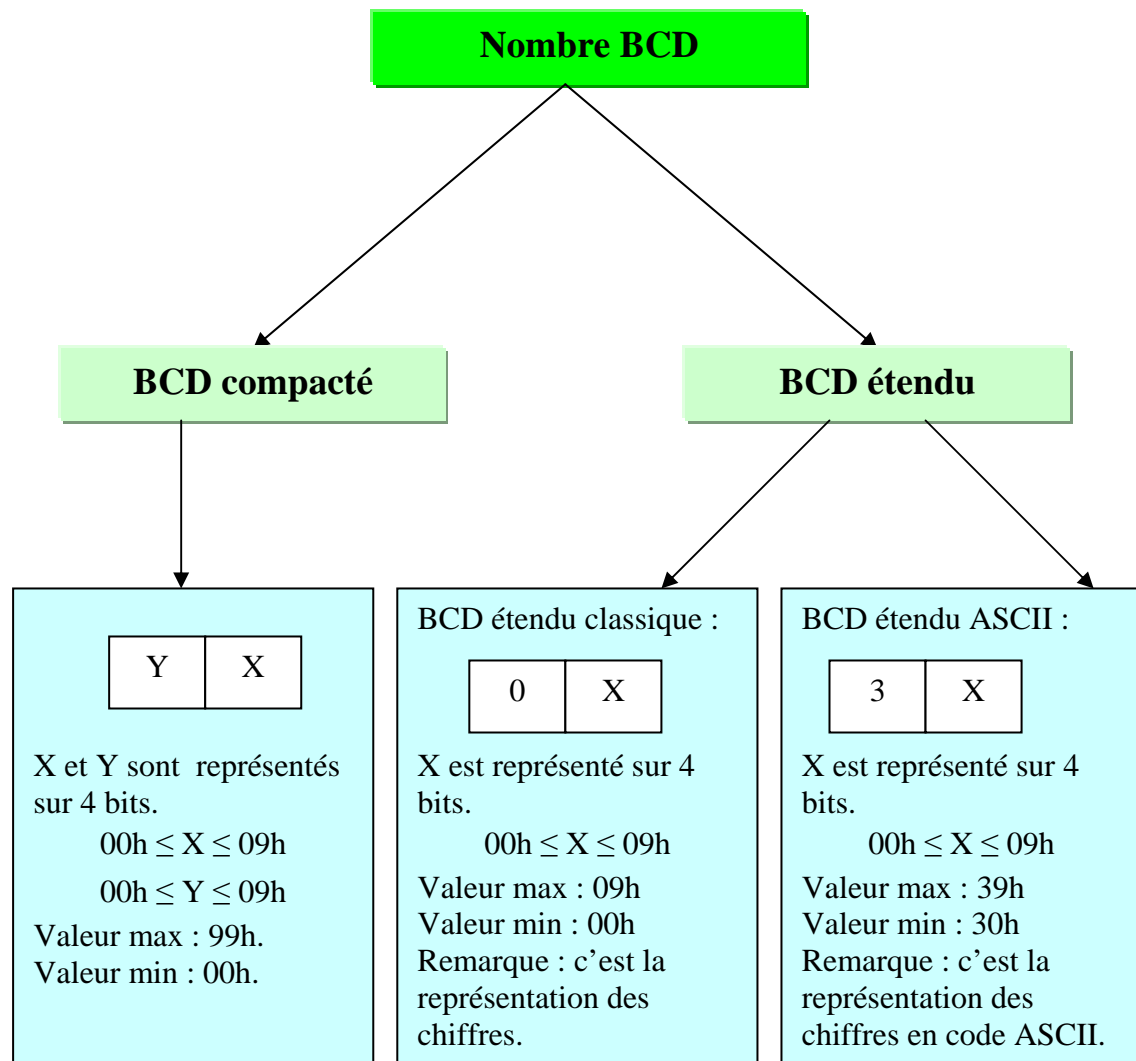 Nombre BCD
BCD compacté
BCD étendu
Y X
X et Y sont représentés
sur 4 bits.
00h ≤ X ≤ 09h
00h ≤ Y ≤ 09h
Valeur max : 99h.
Valeur min : 00h.
BCD étendu classique :
0 X
X est représenté sur 4
bits.
00h ≤ X ≤ 09h
Valeur max : 09h
Valeur min : 00h
Remarque : c’est la
représentation des
chiffres.
BCD étendu ASCII :
3 X
X est représenté sur 4
bits.
00h ≤ X ≤ 09h
Valeur max : 39h
Valeur min : 30h
Remarque : c’est la
représentation des
chiffres en code ASCII.